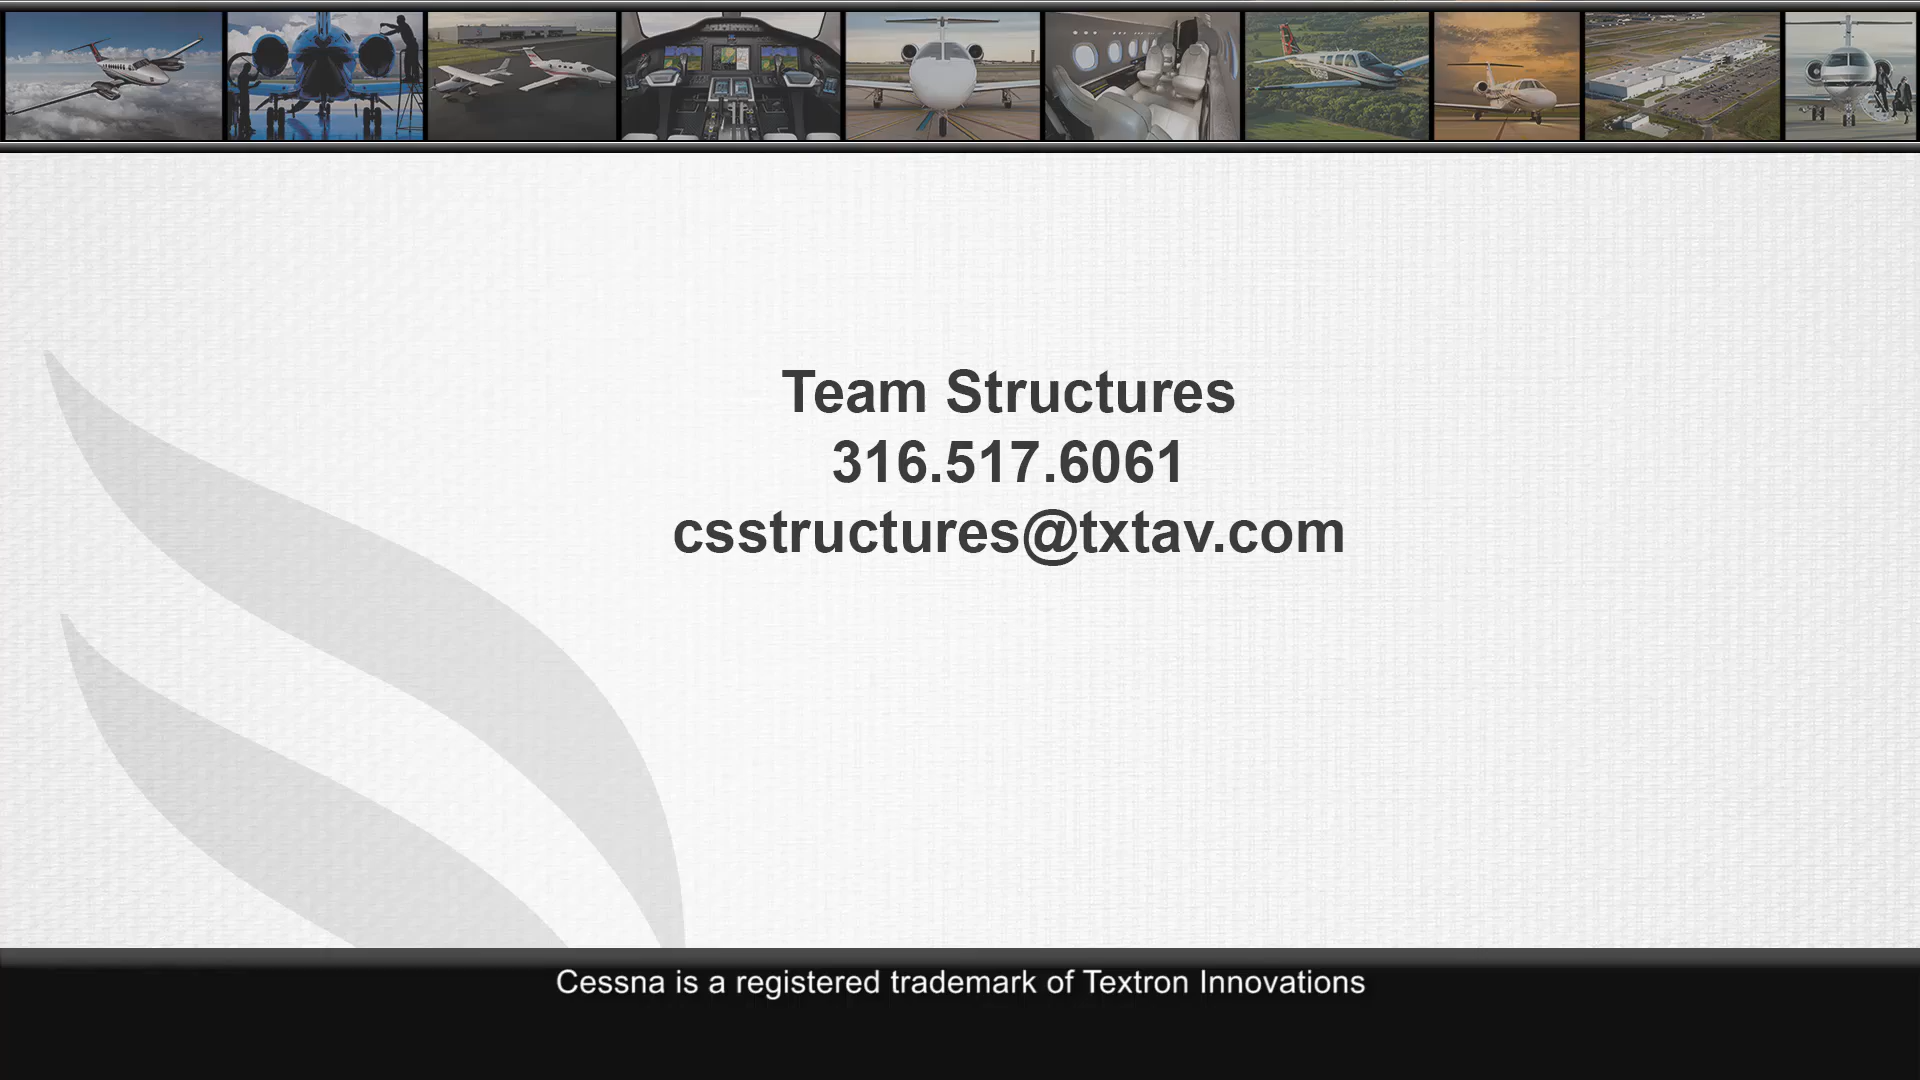 Team Structures
316.517.6061
csstructures@txtav.com
Cessna is a registered trademark of Textron Innovations